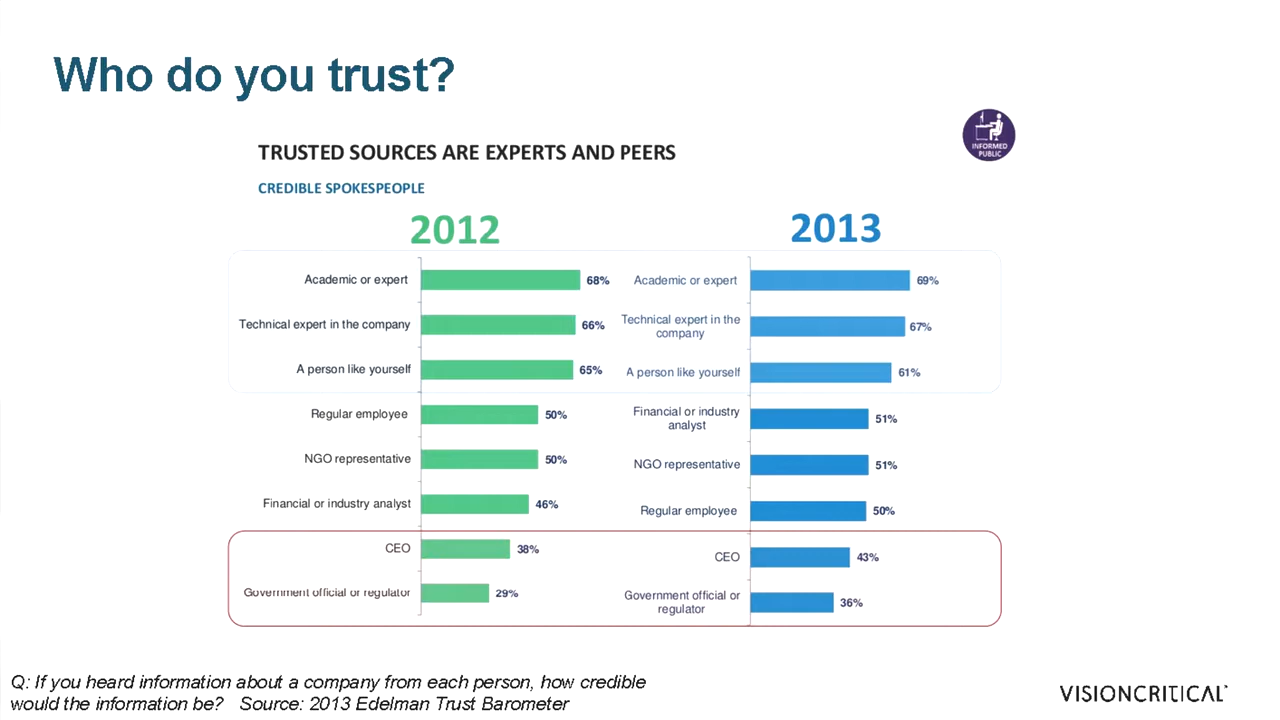 Who do you trust?
INFORMED
PUBLIC
TRUSTED SOURCES ARE EXPERTS AND PEERS
CREDIBLE SPOKESPEOPLE
2012
Academic or expert 68%
Technical expert in the company 66%
A person like yourself 65%
Regular employee 50%
NGO representative 50%
Financial or industry analyst 46%
CEO 38%
Government official or regulator 29%
2013
Academic or expert 69%
Technical expert in the
company 67%
A person like yourself 61%
Financial or industry
analyst 51%
NGO representative 51%
Regular employee 50%
CEO 43%
Government official or
regulator 36%
Q: If you heard information about a company from each person, how credible
would the information be? Source: 2013 Edelman Trust Barometer
VISIONCRITICAL